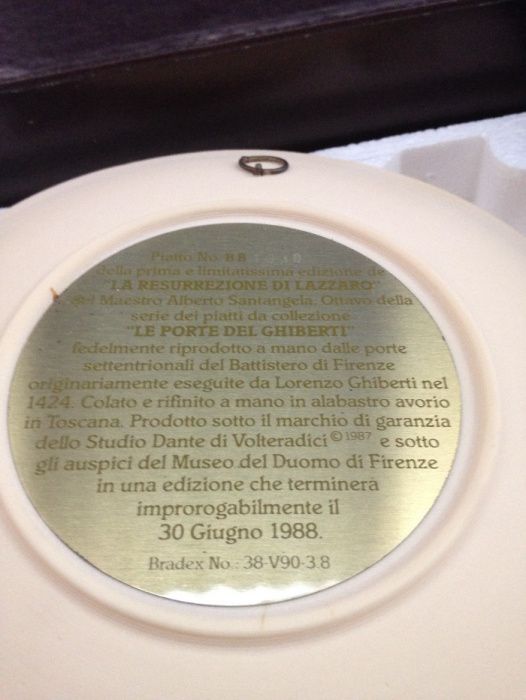 Piatto No. BB
della prima e limitatissima edizione de
"LA RESURREZIONE DI LAZZARO"
del Maestro Alberto Santangela. Ottavo della
serie dei piatti da collezione
"LE PORTE DEL GHIBERTI"
fedelmente riprodotto a mano dalle porte
settentrionali del Battistero di Firenze
originariamente eseguite da Lorenzo Ghiberti nel
1424. Colato e rifinito a mano in alabastro avorio
in Toscana. Prodotto sotto il marchio di garanzia
dello Studio Dante di Volteradici © 1987 e sotto
gli auspici del Museo del Duomo di Firenze
in una edizione che terminerà
improrogabilmente il
30 Giugno 1988.
Bradex No.: 38-V90-3.8